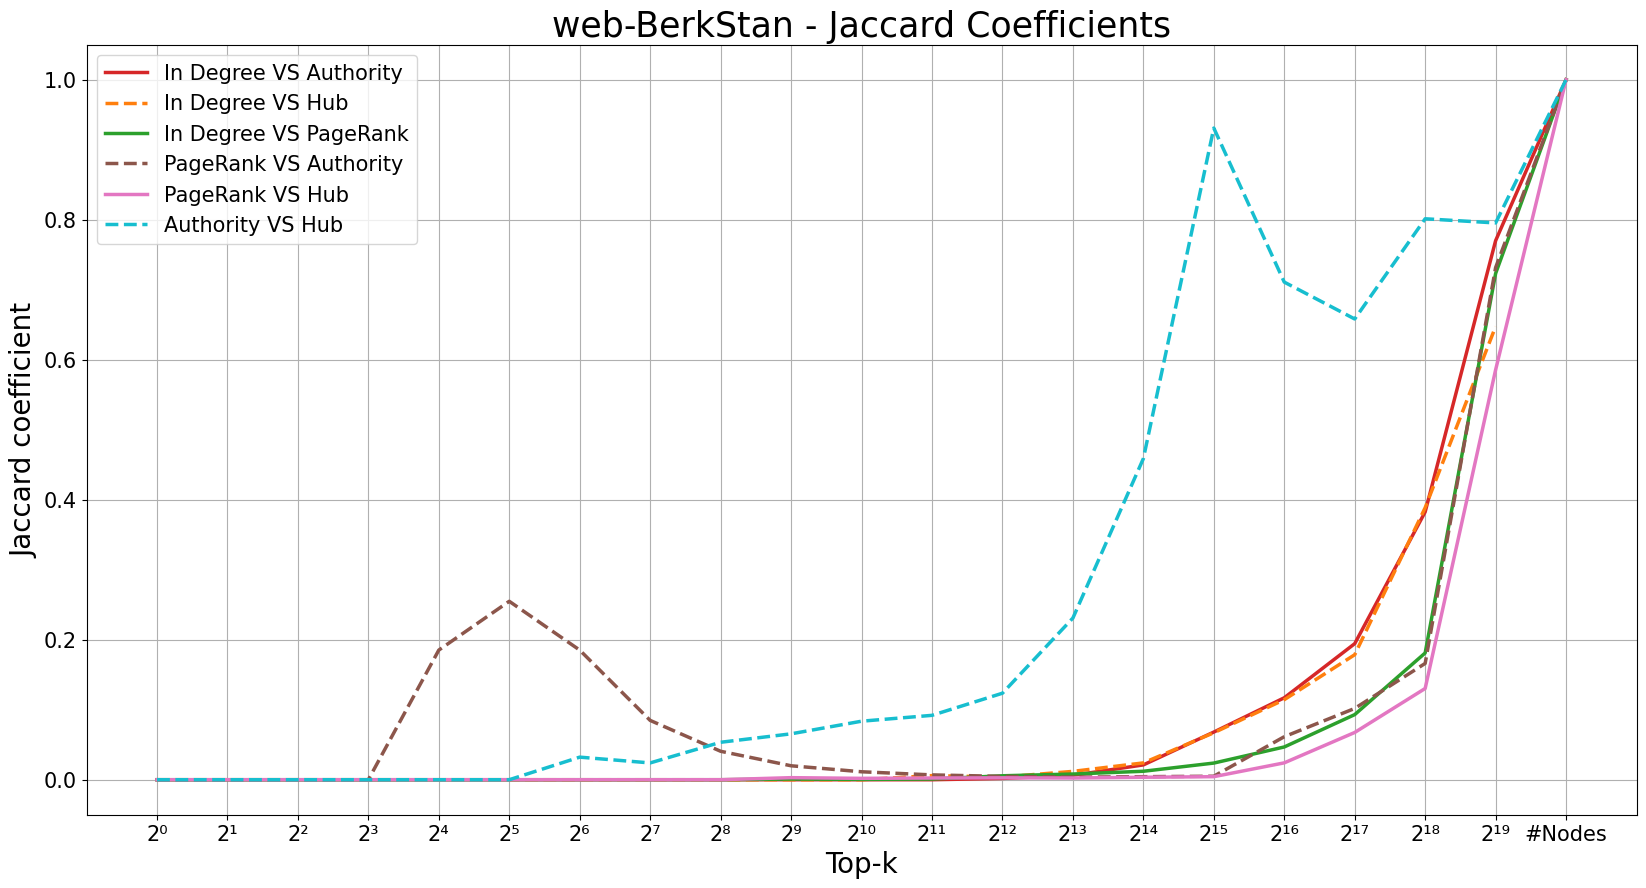 web-BerkStan - Jaccard Coefficients
In Degree VS Authority
In Degree VS Hub
In Degree VS PageRank
PageRank VS Authority
PageRank VS Hub
Authority VS Hub
Jaccard coefficient
1.0
0.8
0.6
0.4
0.2
0.0
2⁰ 2¹ 2² 2³ 2⁴ 2⁵ 2⁶ 2⁷ 2⁸ 2⁹ 2¹⁰ 2¹¹ 2¹² 2¹³ 2¹⁴ 2¹⁵ 2¹⁶ 2¹⁷ 2¹⁸ 2¹⁹ #Nodes
Top-k